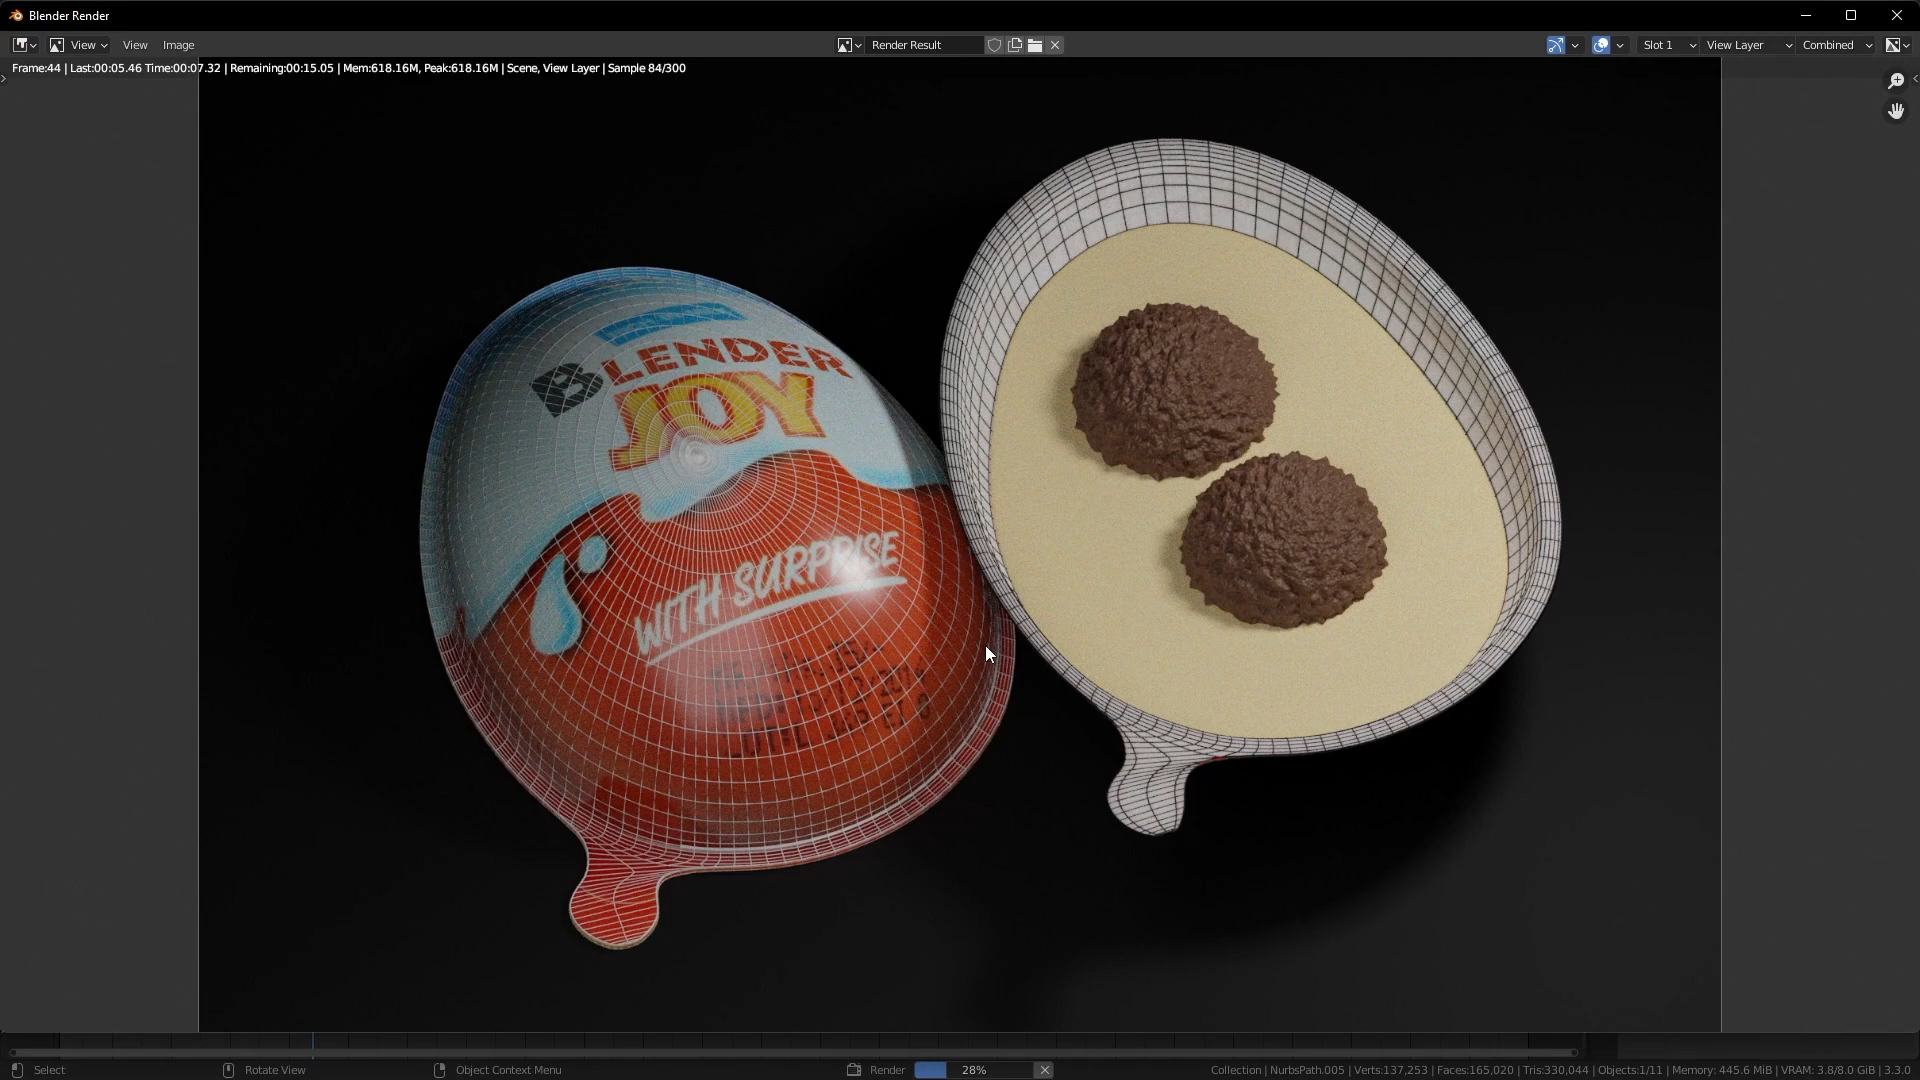 Blender Render
View
View
Image
Render Result
Slot 1
View Layer
Combined
Frame:44 | Last:00:05.46 Time:00:07.32 | Remaining:00:15.05 | Mem:618.16M, Peak:618.16M | Scene, View Layer | Sample 84/300
BLENDER
JOY
WITH SURPRISE
Select
Rotate View
Object Context Menu
Render
28%
Collection | NurbsPath.005 | Verts:137,253 | Faces:165,020 | Tris:330,044 | Objects:1/11 | Memory: 445.6 MiB | VRAM: 3.8/8.0 GiB | 3.3.0